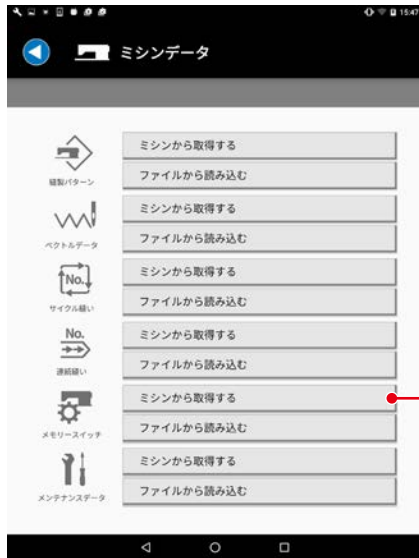 15:47
ミシンデータ
ミシンから取得する
ファイルから読み込む
縫製パターン
ミシンから取得する
ファイルから読み込む
ベクトルデータ
No.
ミシンから取得する
ファイルから読み込む
サイクル縫い
No.
ミシンから取得する
ファイルから読み込む
連続縫い
ミシンから取得する
ファイルから読み込む
メモリースイッチ
ミシンから取得する
ファイルから読み込む
メンテナンスデータ